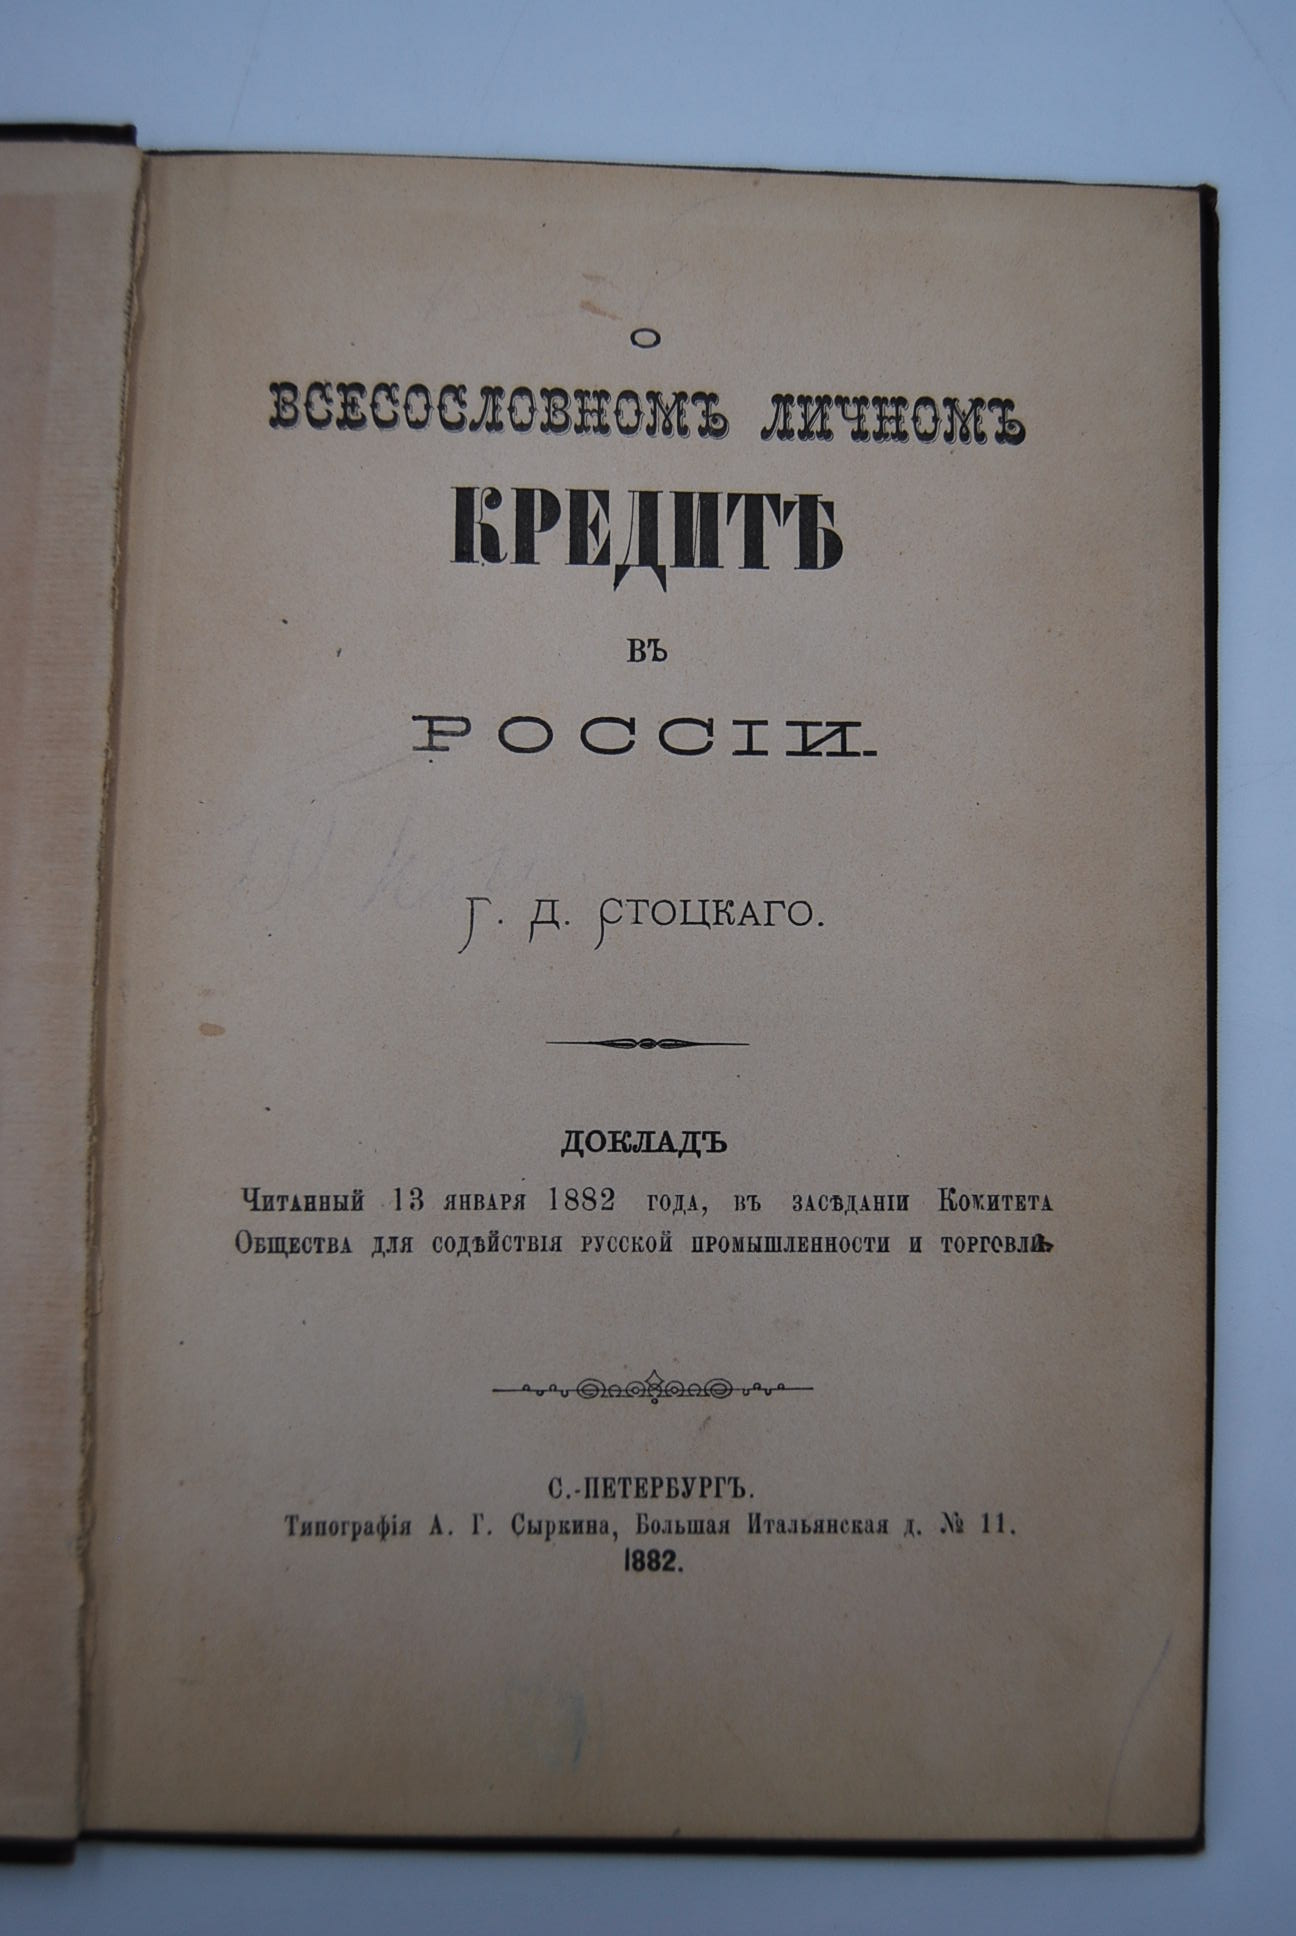 О
ВСЕСОСЛОВНОМЪ ЛИЧНОМЪ
КРЕДИТѢ
ВЪ
РОССІИ.
Г. Д. СТОЦКАГО.
ДОКЛАДЪ
Читанный 13 января 1882 года, въ засѣданіи Комитета
Общества для содѣйствія русской промышленности и торговлѣ
С.-ПЕТЕРБУРГЪ.
Типографія А. Г. Сыркина, Большая Итальянская д. № 11.
1882.